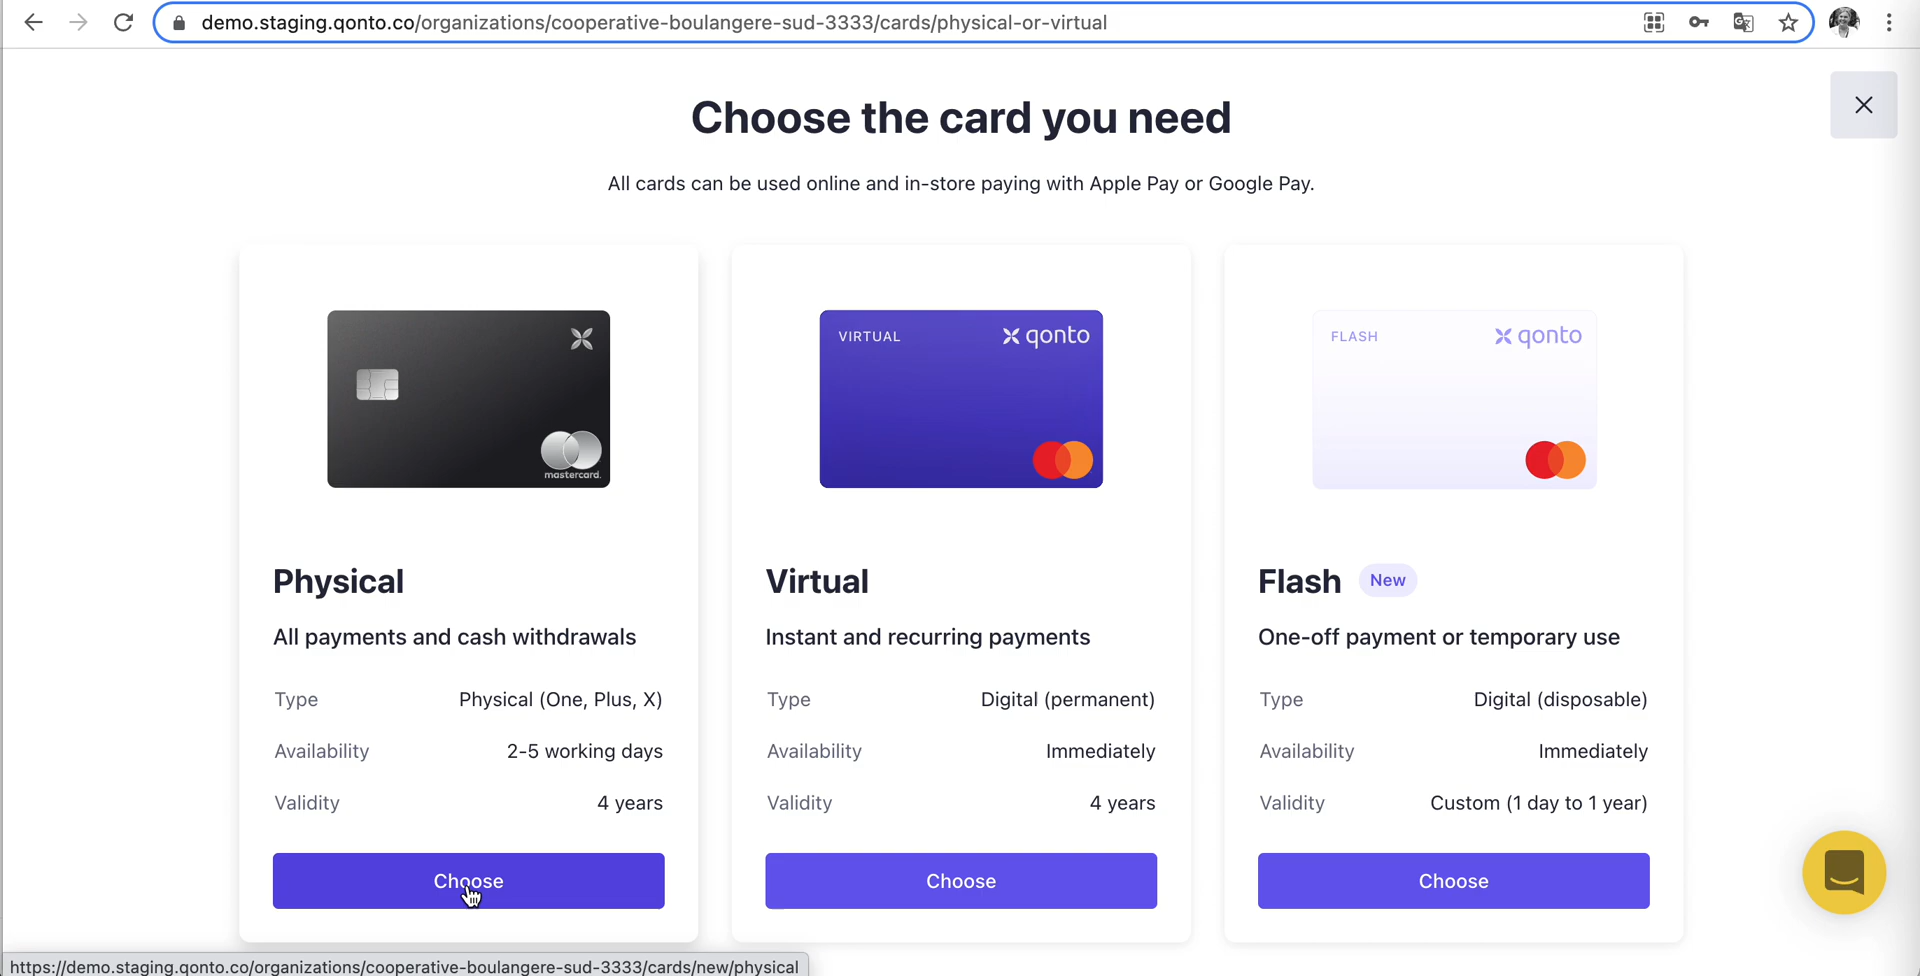 demo.staging.qonto.co/organizations/cooperative-boulangere-sud-3333/cards/physical-or-virtual
Choose the card you need
All cards can be used online and in-store paying with Apple Pay or Google Pay.
mastercard.
VIRTUAL qonto
FLASH qonto
Physical
All payments and cash withdrawals
Type Physical (One, Plus, X)
Availability 2-5 working days
Validity 4 years
Choose
Virtual
Instant and recurring payments
Type Digital (permanent)
Availability Immediately
Validity 4 years
Choose
Flash New
One-off payment or temporary use
Type Digital (disposable)
Availability Immediately
Validity Custom (1 day to 1 year)
Choose
https://demo.staging.qonto.co/organizations/cooperative-boulangere-sud-3333/cards/new/physical